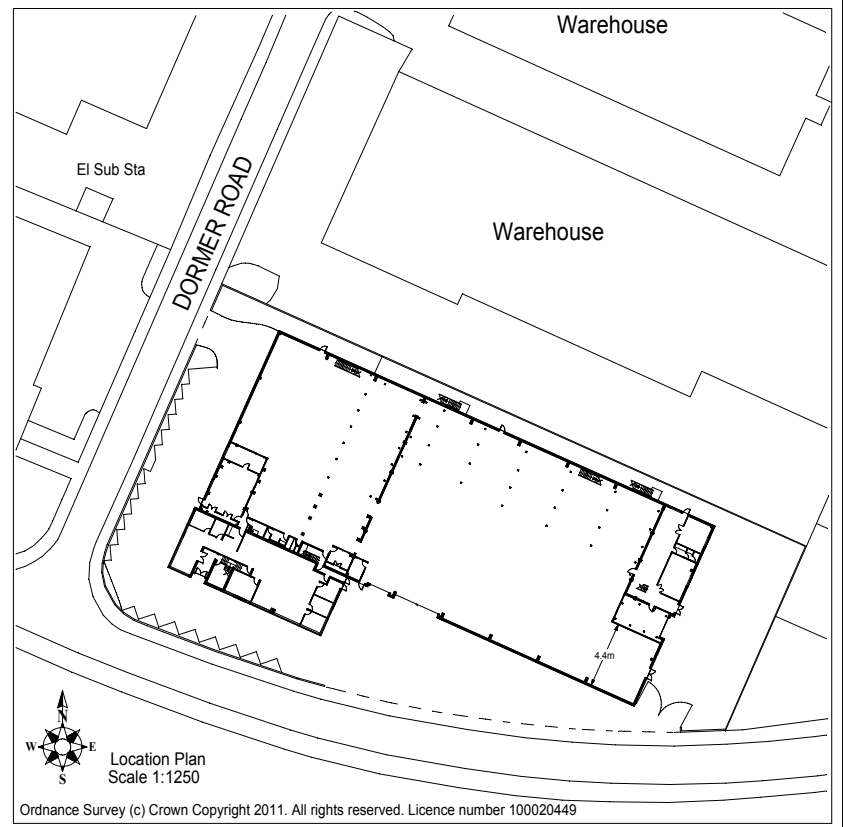 Warehouse
El Sub Sta
DORMER ROAD
Warehouse
4.4m
N
W E
S
Location Plan
Scale 1:1250
Ordnance Survey (c) Crown Copyright 2011. All rights reserved. Licence number 100020449